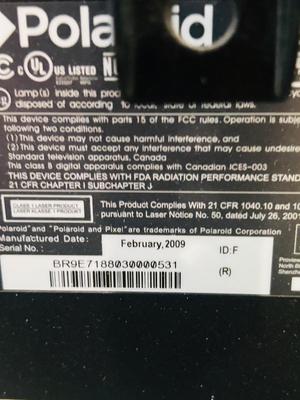 Pola id
c UL US LISTED
Lamp(s) inside this produ
disposed of according to local, state or federal laws.
This device complies with parts 15 of the FCC rules. Operation is subje
following two conditions.
(1)This device may not cause harmful interference, and
(2)This device must accept any interference that may cause undesire
Standard television apparatus, Canada
This class B digital apparatus complies with Canadian ICES-003
THIS DEVICE COMPLIES WITH FDA RADIATION PERFORMANCE
21 CFR CHAPTER I SUBCHAPTER J
CLASS 1 LASER PRODUCT
LASER KLASSE 1 PRODUKT
This Product Complies With 21 CFR 1040.10 and 10
pursuant to Laser Notice No. 50, dated July 26, 2001
Polaroid" and "Polaroid and Pixel" are trademarks of Polaroid Corporation
Manufactured Date:
February,2009
ID:F
Serial No.:
BR9E7188030000531
(R)